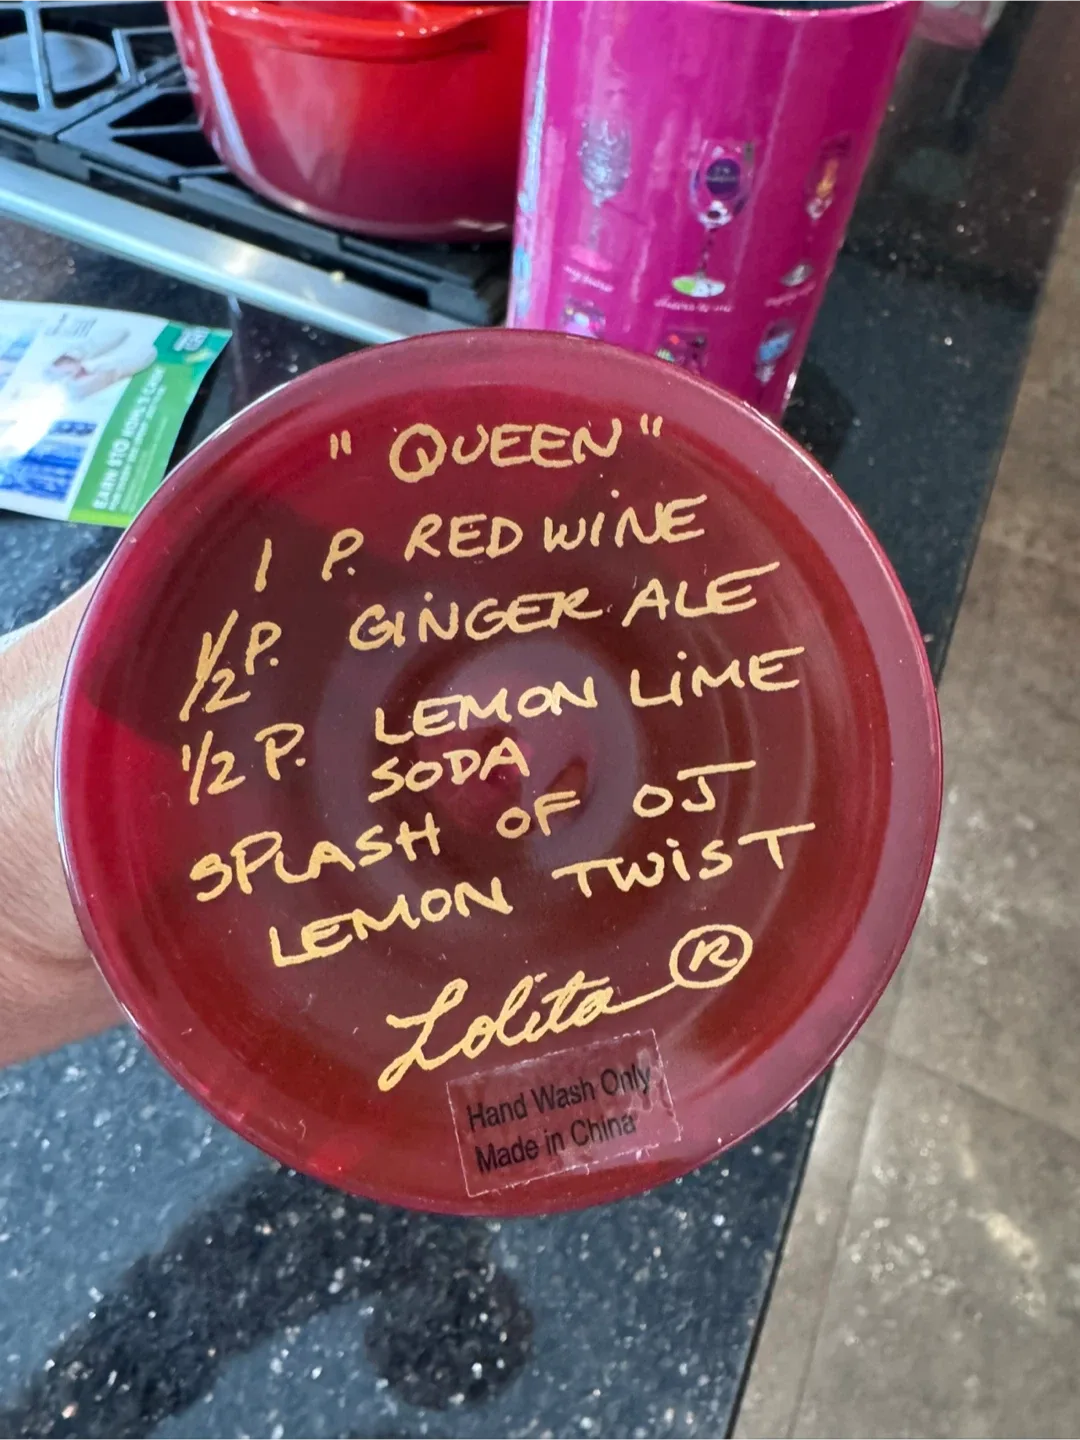 " QUEEN "
1 P. RED WINE
1/2 P. GINGER ALE
1/2 P. LEMON LIME
SODA
SPLASH OF OJ
LEMON TWIST
Lolita ®
Hand Wash Only
Made in China